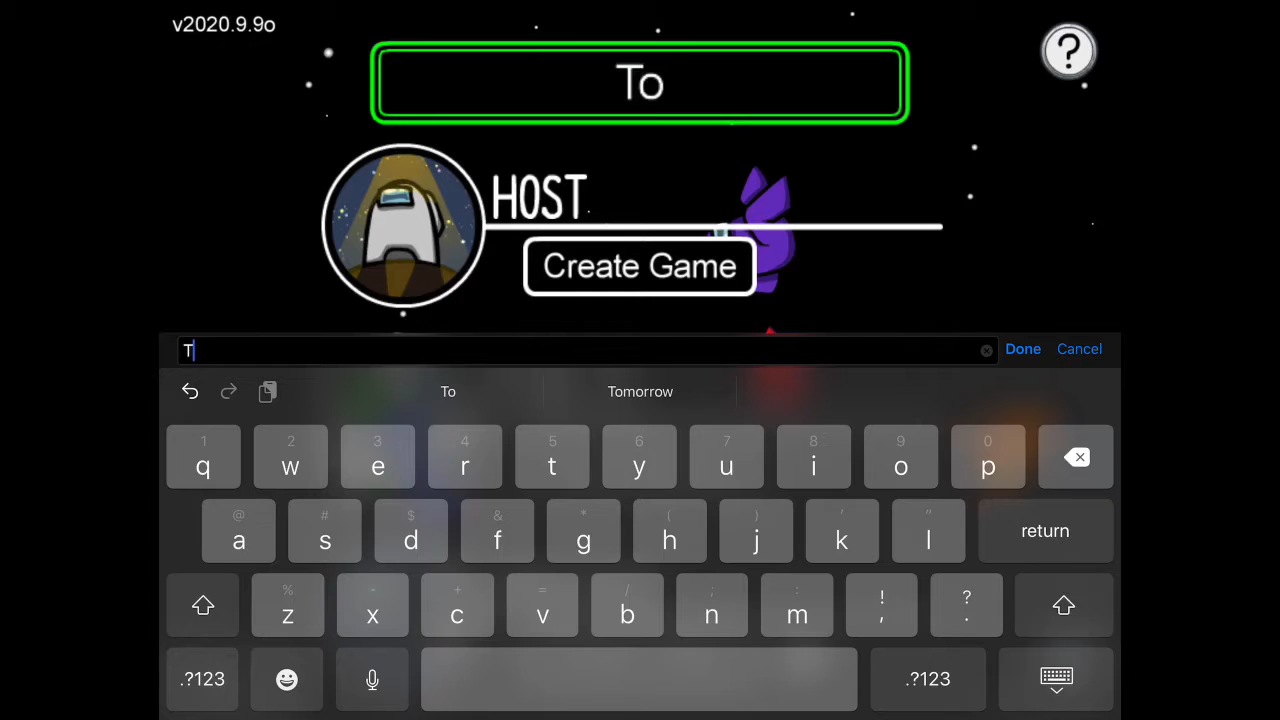 v2020.9.9o
?
To
HOST
Create Game
T
Done Cancel
To Tomorrow
1 2 3 4 5 6 7 8 9 0
q w e r t y u i o p
@ # $ & * ( ) ' "
a s d f g h j k l return
% - + = / ; : ! ?
z x c v b n m , .
.?123 .?123